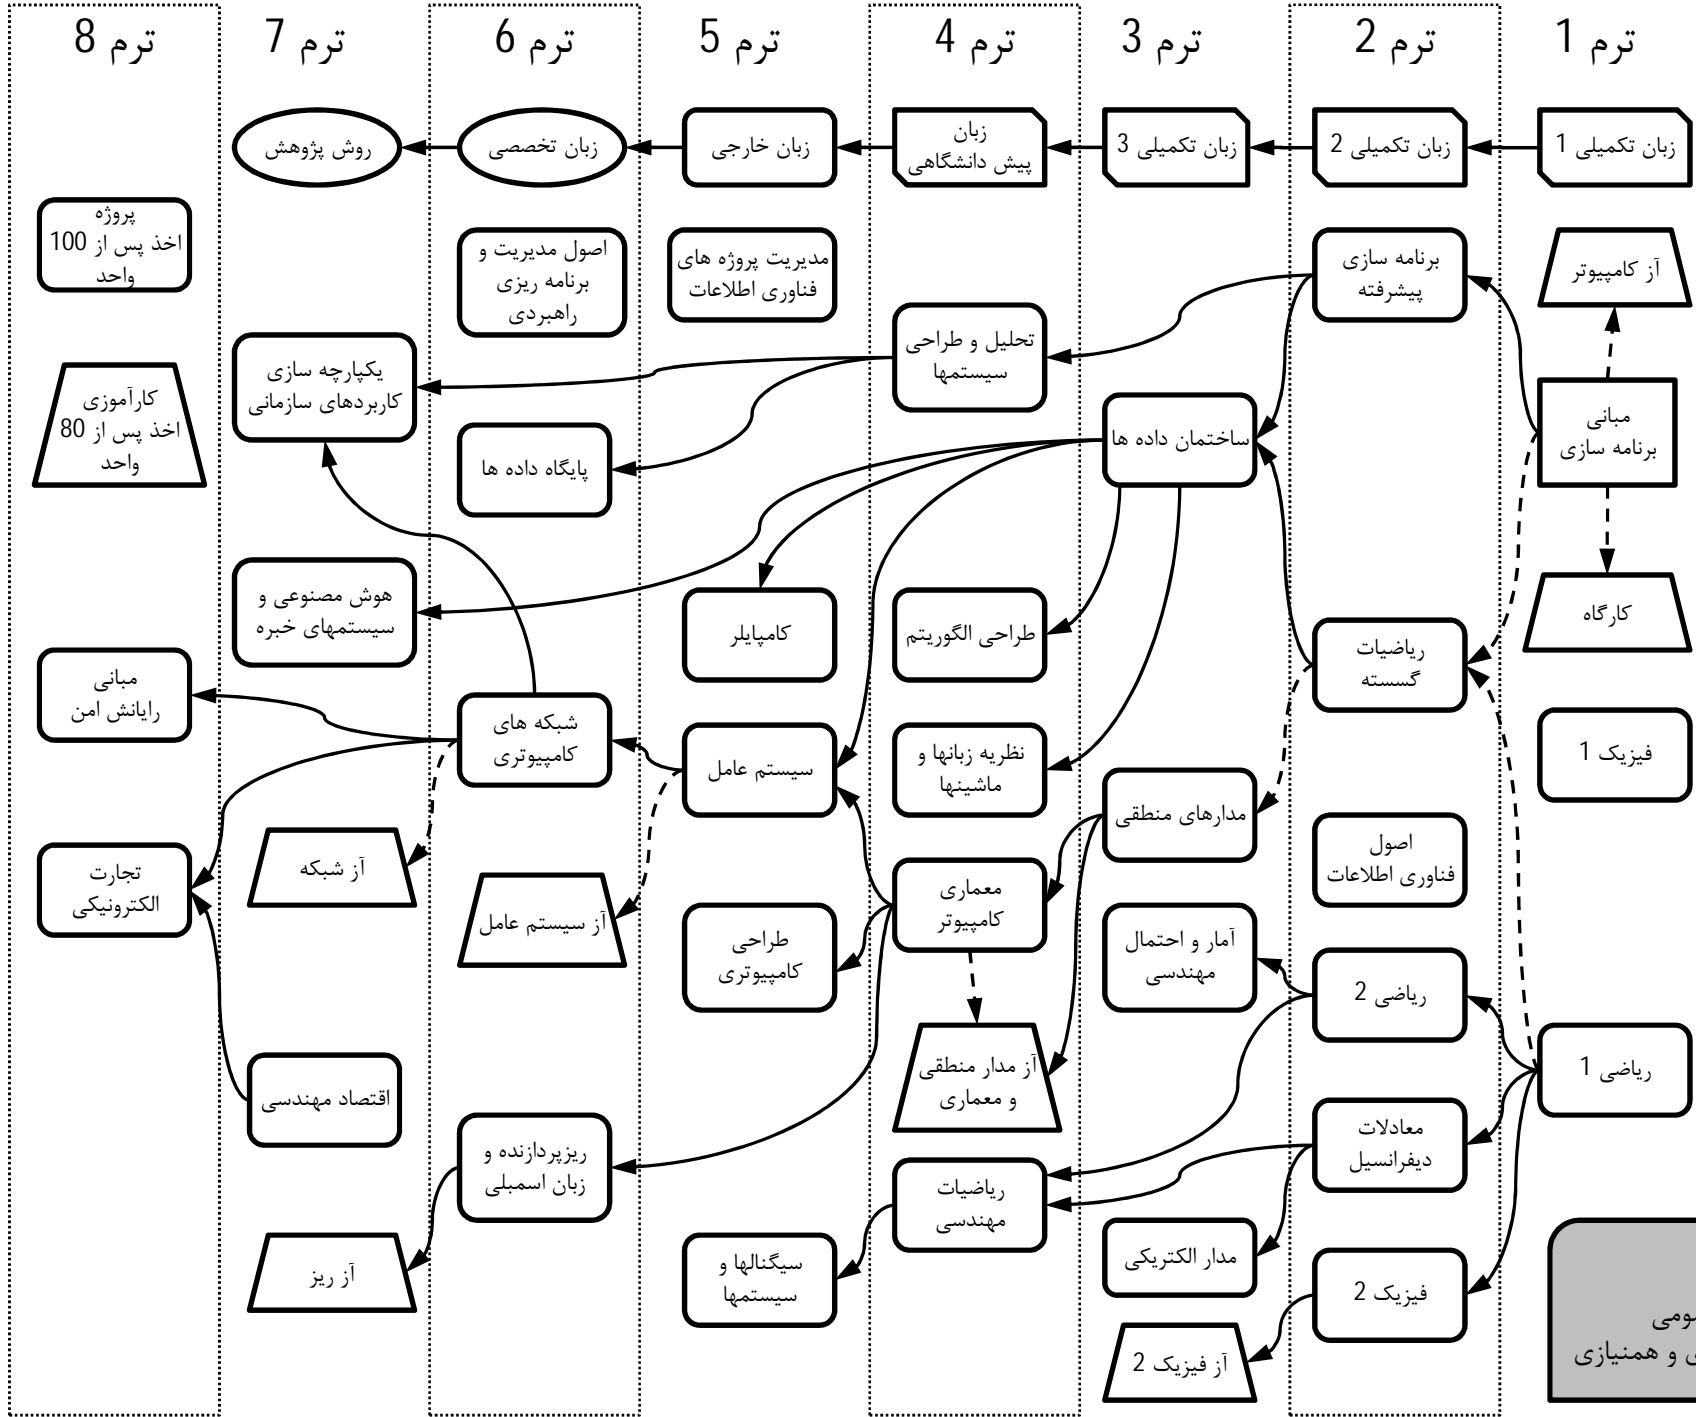 ترم 1
ترم 2
ترم 3
ترم 4
ترم 5
ترم 6
ترم 7
ترم 8
زبان تکمیلی 1
زبان تکمیلی 2
زبان تکمیلی 3
زبان
پیش دانشگاهی
زبان خارجی
زبان تخصصی
روش پژوهش
آز کامپیوتر
مبانی
برنامه سازی
کارگاه
فیزیک 1
ریاضی 1
برنامه سازی
پیشرفته
ریاضیات
گسسته
اصول
فناوری اطلاعات
ریاضی 2
معادلات
دیفرانسیل
فیزیک 2
ساختمان داده ها
مدارهای منطقی
آمار و احتمال
مهندسی
مدار الکتریکی
آز فیزیک 2
تحلیل و طراحی
سیستمها
طراحی الگوریتم
نظریه زبانها و
ماشینها
معماری
کامپیوتر
آز مدار منطقی
و معماری
ریاضیات
مهندسی
مدیریت پروژه های
فناوری اطلاعات
کامپایلر
سیستم عامل
طراحی
کامپیوتری
سیگنالها و
سیستمها
اصول مدیریت و
برنامه ریزی
راهبردی
پایگاه داده ها
شبکه های
کامپیوتری
آز سیستم عامل
ریزپردازنده و
زبان اسمبلی
یکپارچه سازی
کاربردهای سازمانی
هوش مصنوعی و
سیستمهای خبره
آز شبکه
اقتصاد مهندسی
آز ریز
پروژه
اخذ پس از 100
واحد
کارآموزی
اخذ پس از 80
واحد
مبانی
رایانش امن
تجارت
الکترونیکی
و همنیازی